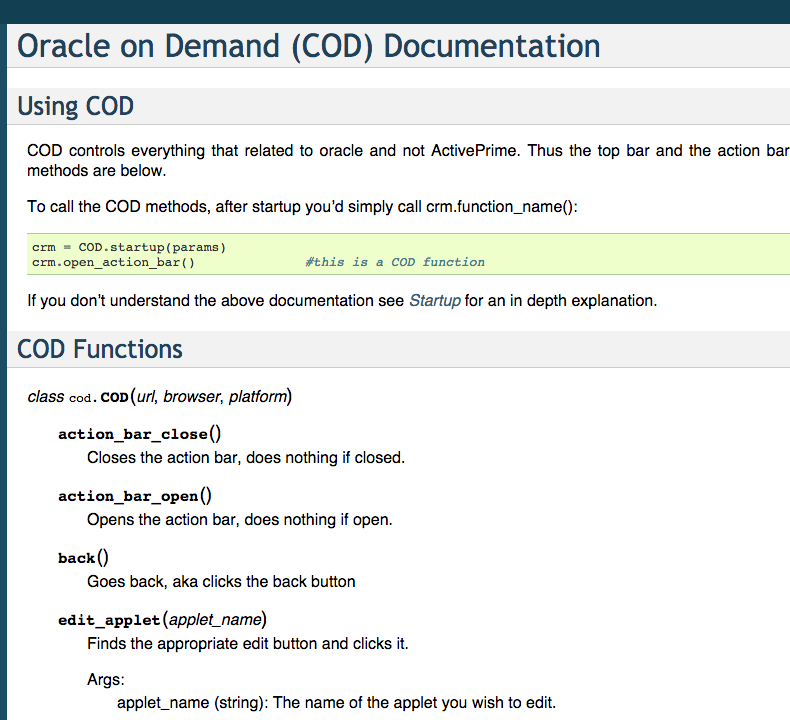 Oracle on Demand (COD) Documentation
Using COD
COD controls everything that related to oracle and not ActivePrime. Thus the top bar and the action bar
methods are below.
To call the COD methods, after startup you’d simply call crm.function_name():
crm = COD.startup(params)
crm.open_action_bar()              #this is a COD function
If you don’t understand the above documentation see Startup for an in depth explanation.
COD Functions
class cod.COD(url, browser, platform)
action_bar_close()
Closes the action bar, does nothing if closed.
action_bar_open()
Opens the action bar, does nothing if open.
back()
Goes back, aka clicks the back button
edit_applet(applet_name)
Finds the appropriate edit button and clicks it.
Args:
applet_name (string): The name of the applet you wish to edit.